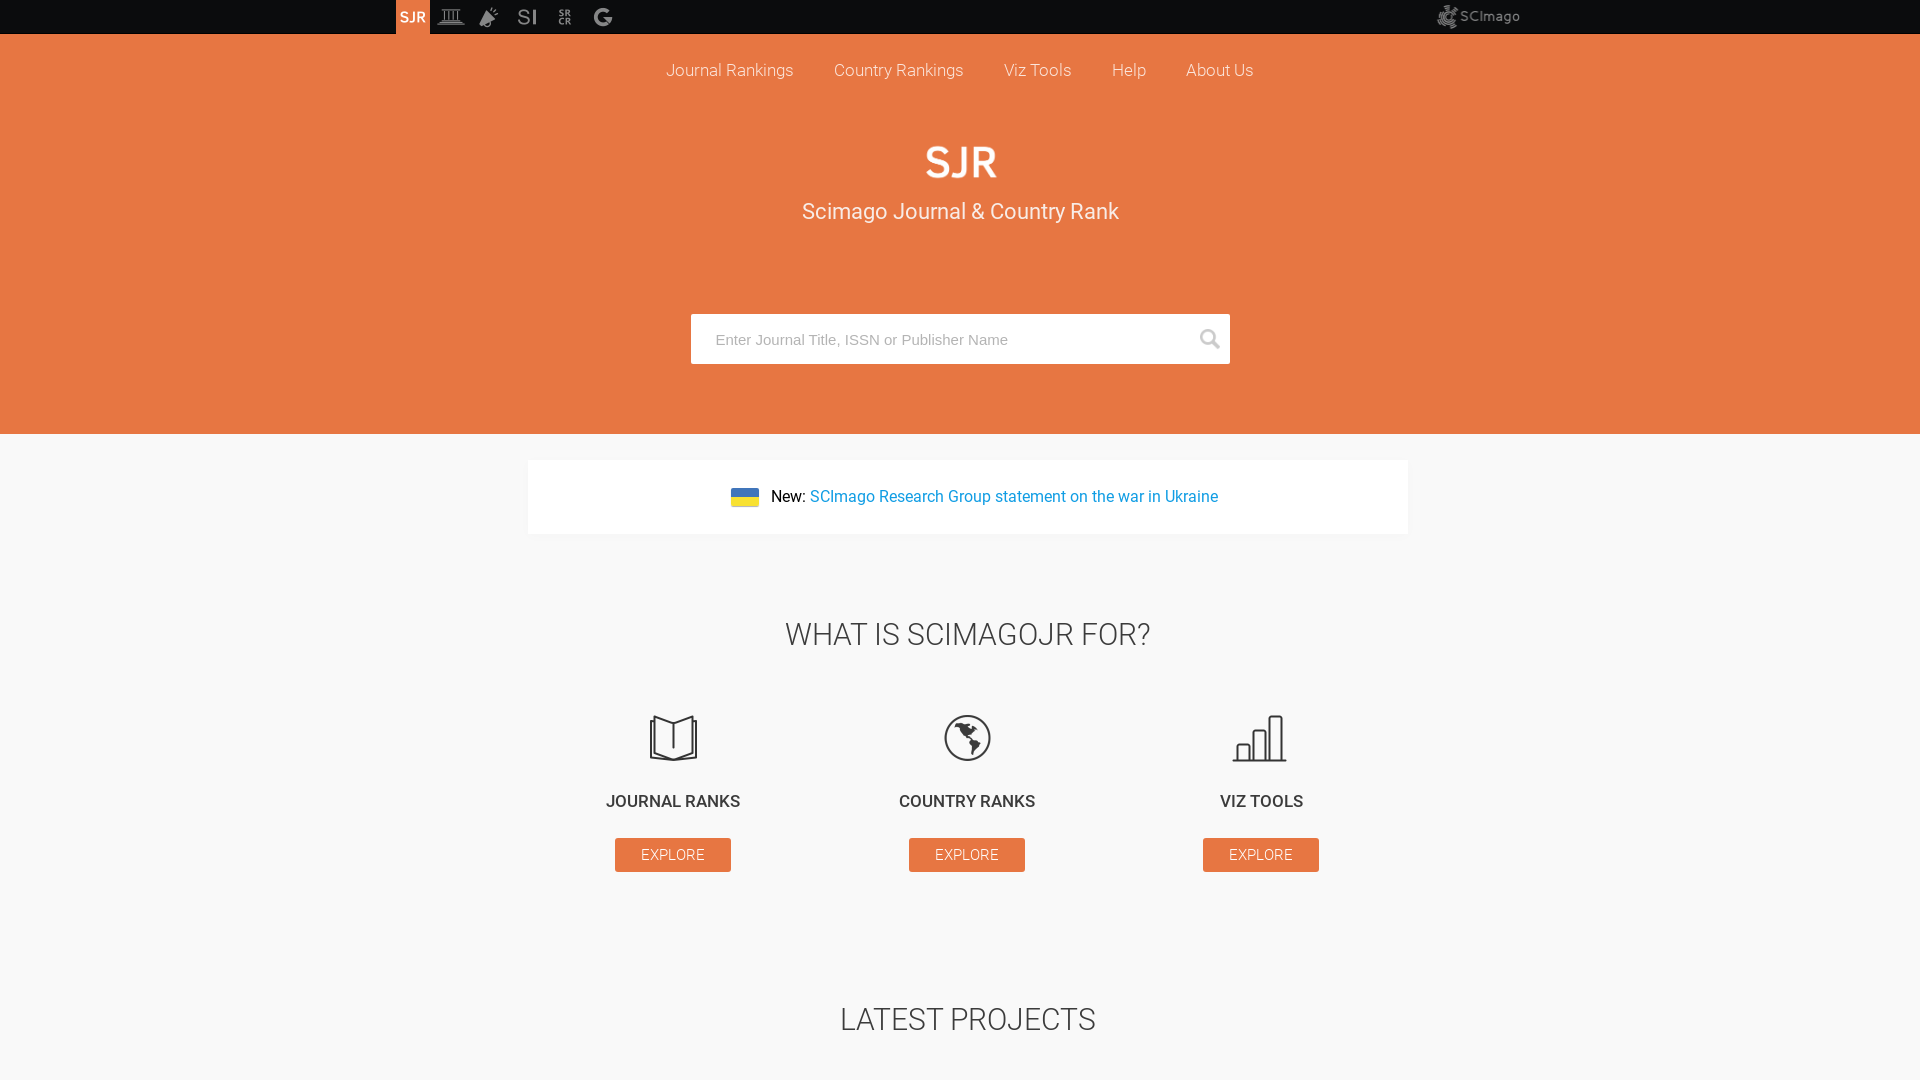 SJR SI SR CR G SCImago
Journal Rankings Country Rankings Viz Tools Help About Us
SJR
Scimago Journal & Country Rank
Enter Journal Title, ISSN or Publisher Name
New: SCImago Research Group statement on the war in Ukraine
WHAT IS SCIMAGOJR FOR?
JOURNAL RANKS COUNTRY RANKS VIZ TOOLS
EXPLORE EXPLORE EXPLORE
LATEST PROJECTS